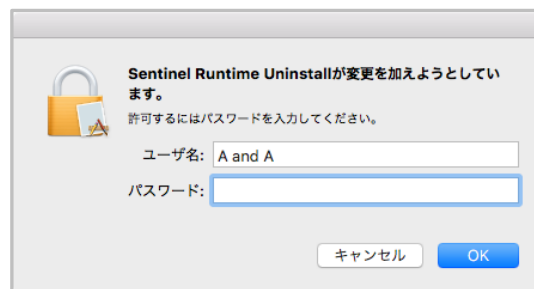 Sentinel Runtime Uninstallが変更を加えようとしてい
ます。
許可するにはパスワードを入力してください。
ユーザ名: A and A
パスワード:
キャンセル OK